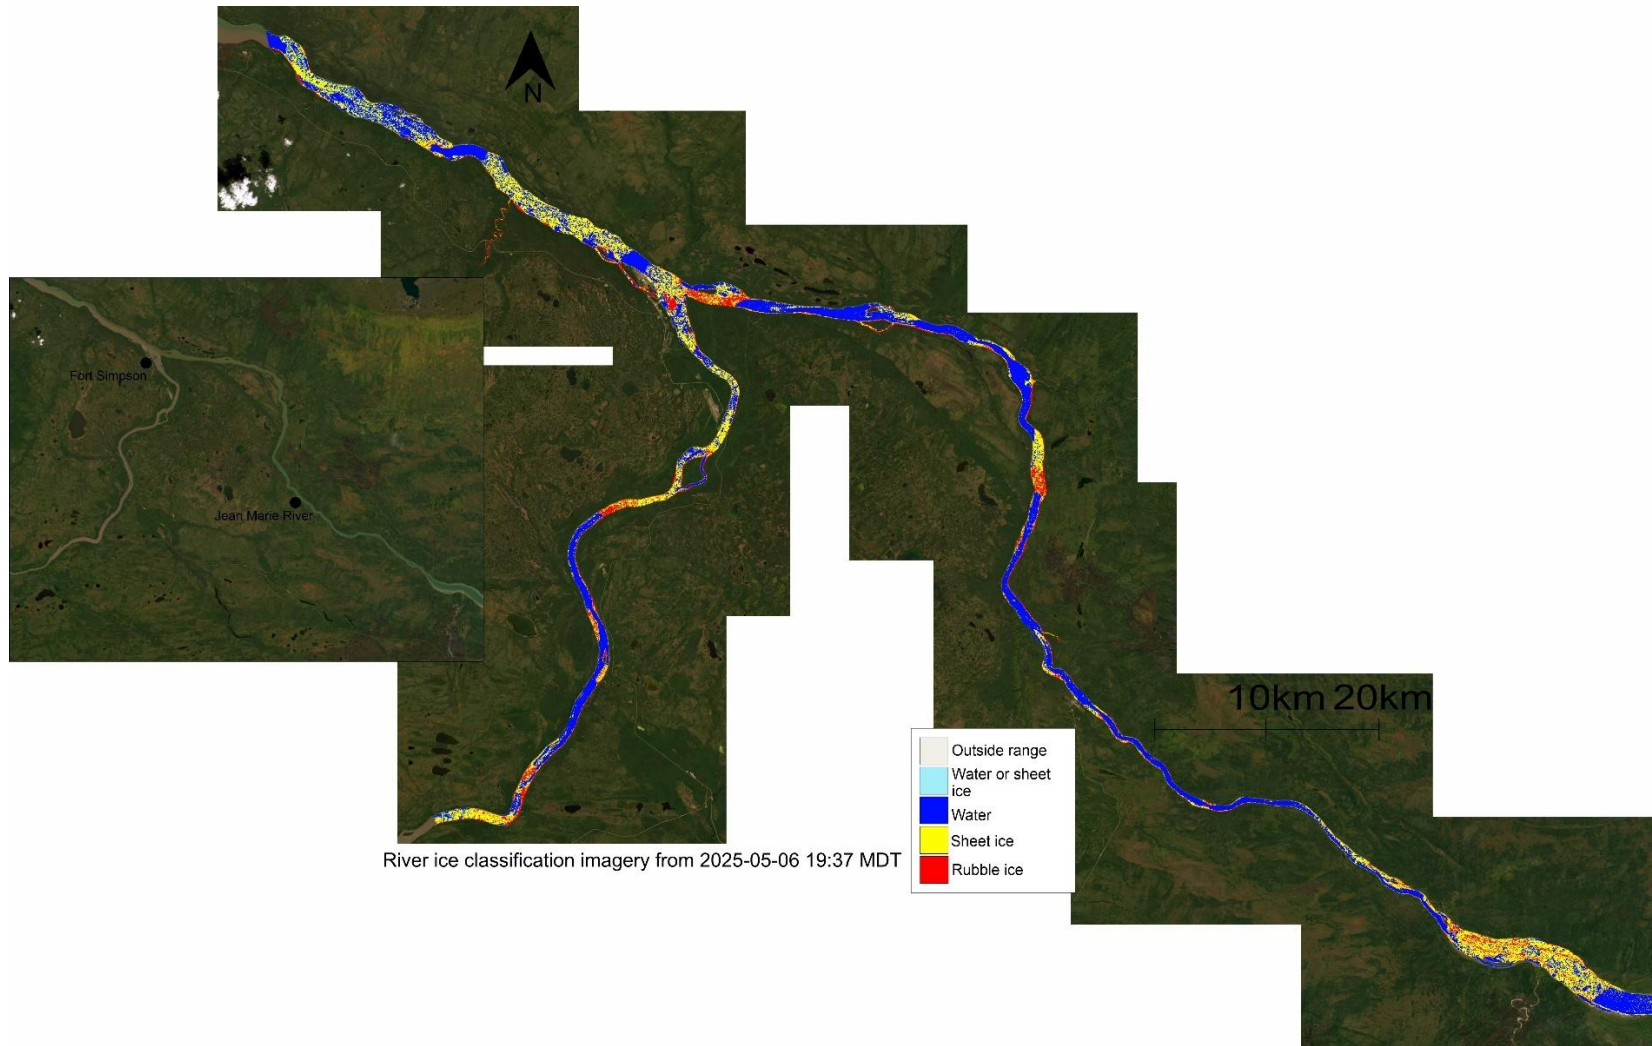 N
Fort Simpson
Jean Marie River
10km 20km
Outside range
Water or sheet
ice
Water
Sheet ice
Rubble ice
River ice classification imagery from 2025-05-06 19:37 MDT